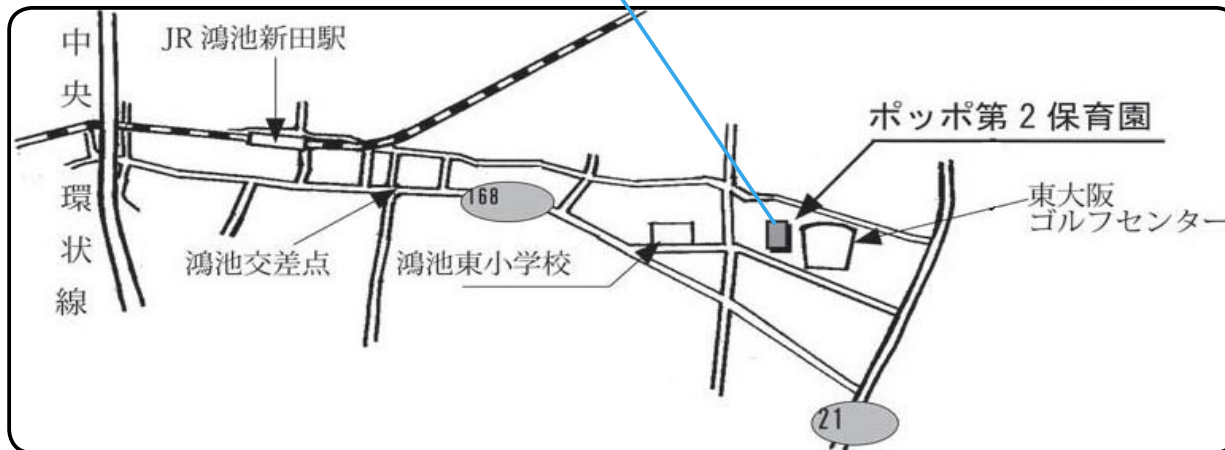 中央環状線
JR 鴻池新田駅
ポッポ第 2 保育園
168
東大阪
ゴルフセンター
鴻池交差点
鴻池東小学校
21